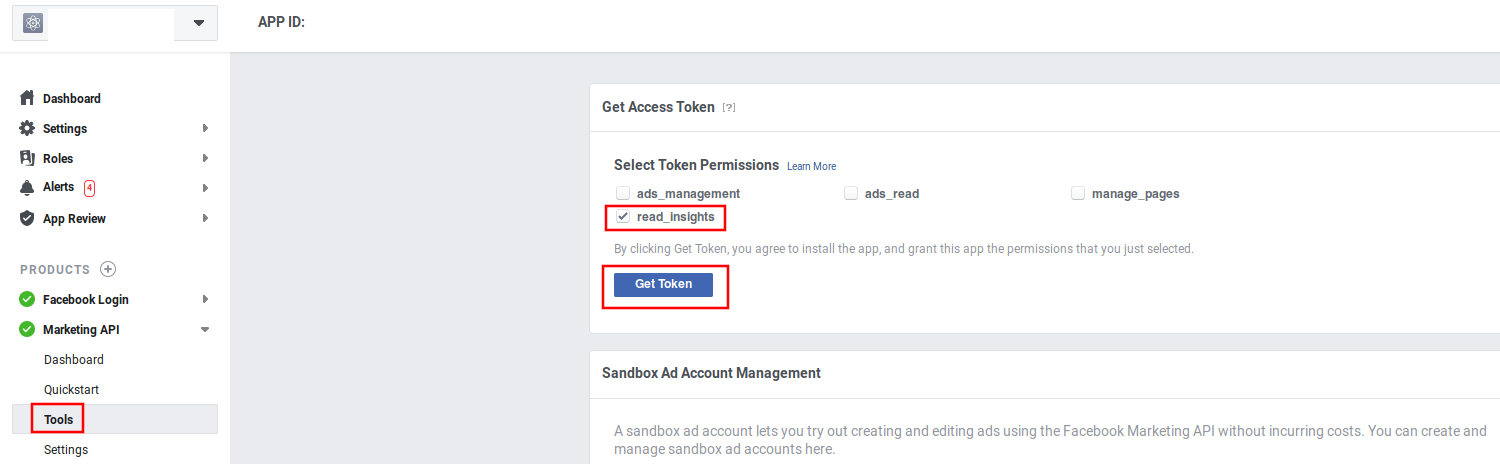 APP ID:
Dashboard
Settings
Roles
Alerts 4
App Review
PRODUCTS
Facebook Login
Marketing API
Dashboard
Quickstart
Tools
Settings
Get Access Token [?]
Select Token Permissions Learn More
ads_management ads_read manage_pages
read_insights
By clicking Get Token, you agree to install the app, and grant this app the permissions that you just selected.
Get Token
Sandbox Ad Account Management
A sandbox ad account lets you try out creating and editing ads using the Facebook Marketing API without incurring costs. You can create and
manage sandbox ad accounts here.